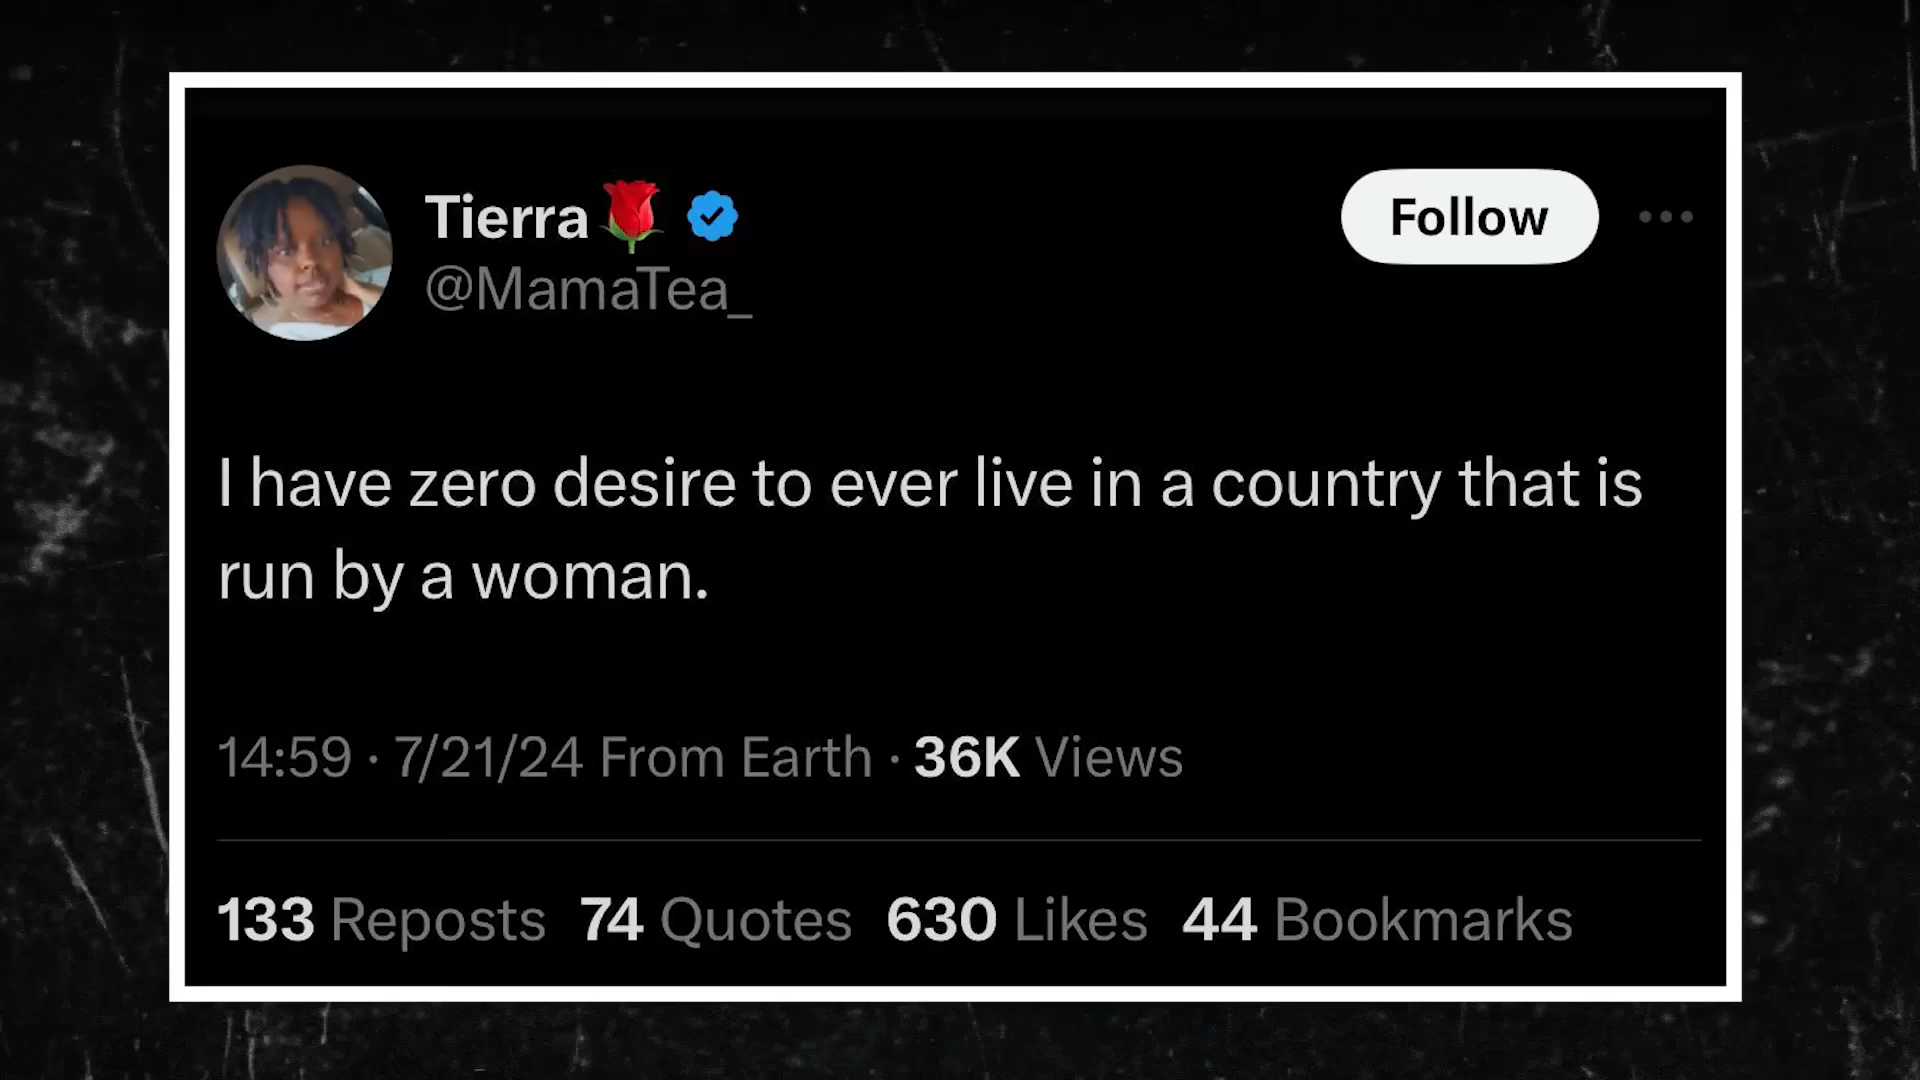 Tierra🌹
@MamaTea_
Follow
I have zero desire to ever live in a country that is
run by a woman.
14:59 · 7/21/24 From Earth · 36K Views
133 Reposts 74 Quotes 630 Likes 44 Bookmarks